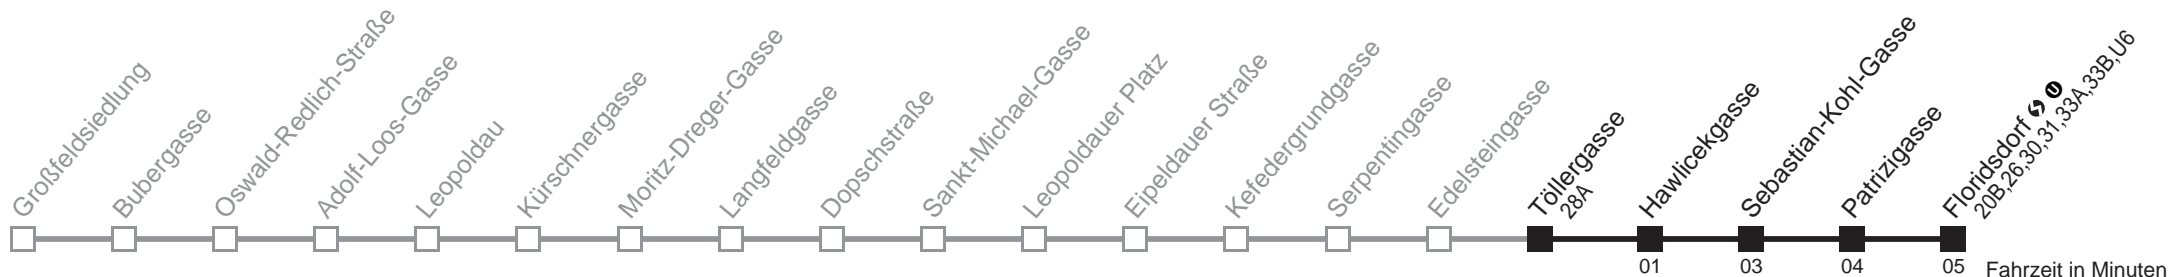 Großfeldsiedlung
Bubergasse
Oswald-Redlich-Straße
Adolf-Loos-Gasse
Leopoldau
Kürschnergasse
Moritz-Dreger-Gasse
Langfeldgasse
Dopschstraße
Sankt-Michael-Gasse
Leopoldauer Platz
Eipeldauer Straße
Kefedergrundgasse
Serpentingasse
Edelsteingasse
Töllergasse
28A
Hawlicekgasse
Sebastian-Kohl-Gasse
Patrizigasse
Floridsdorf S U
20B,26,30,31,33A,33B,U6
01 03 04 05 Fahrzeit in Minuten